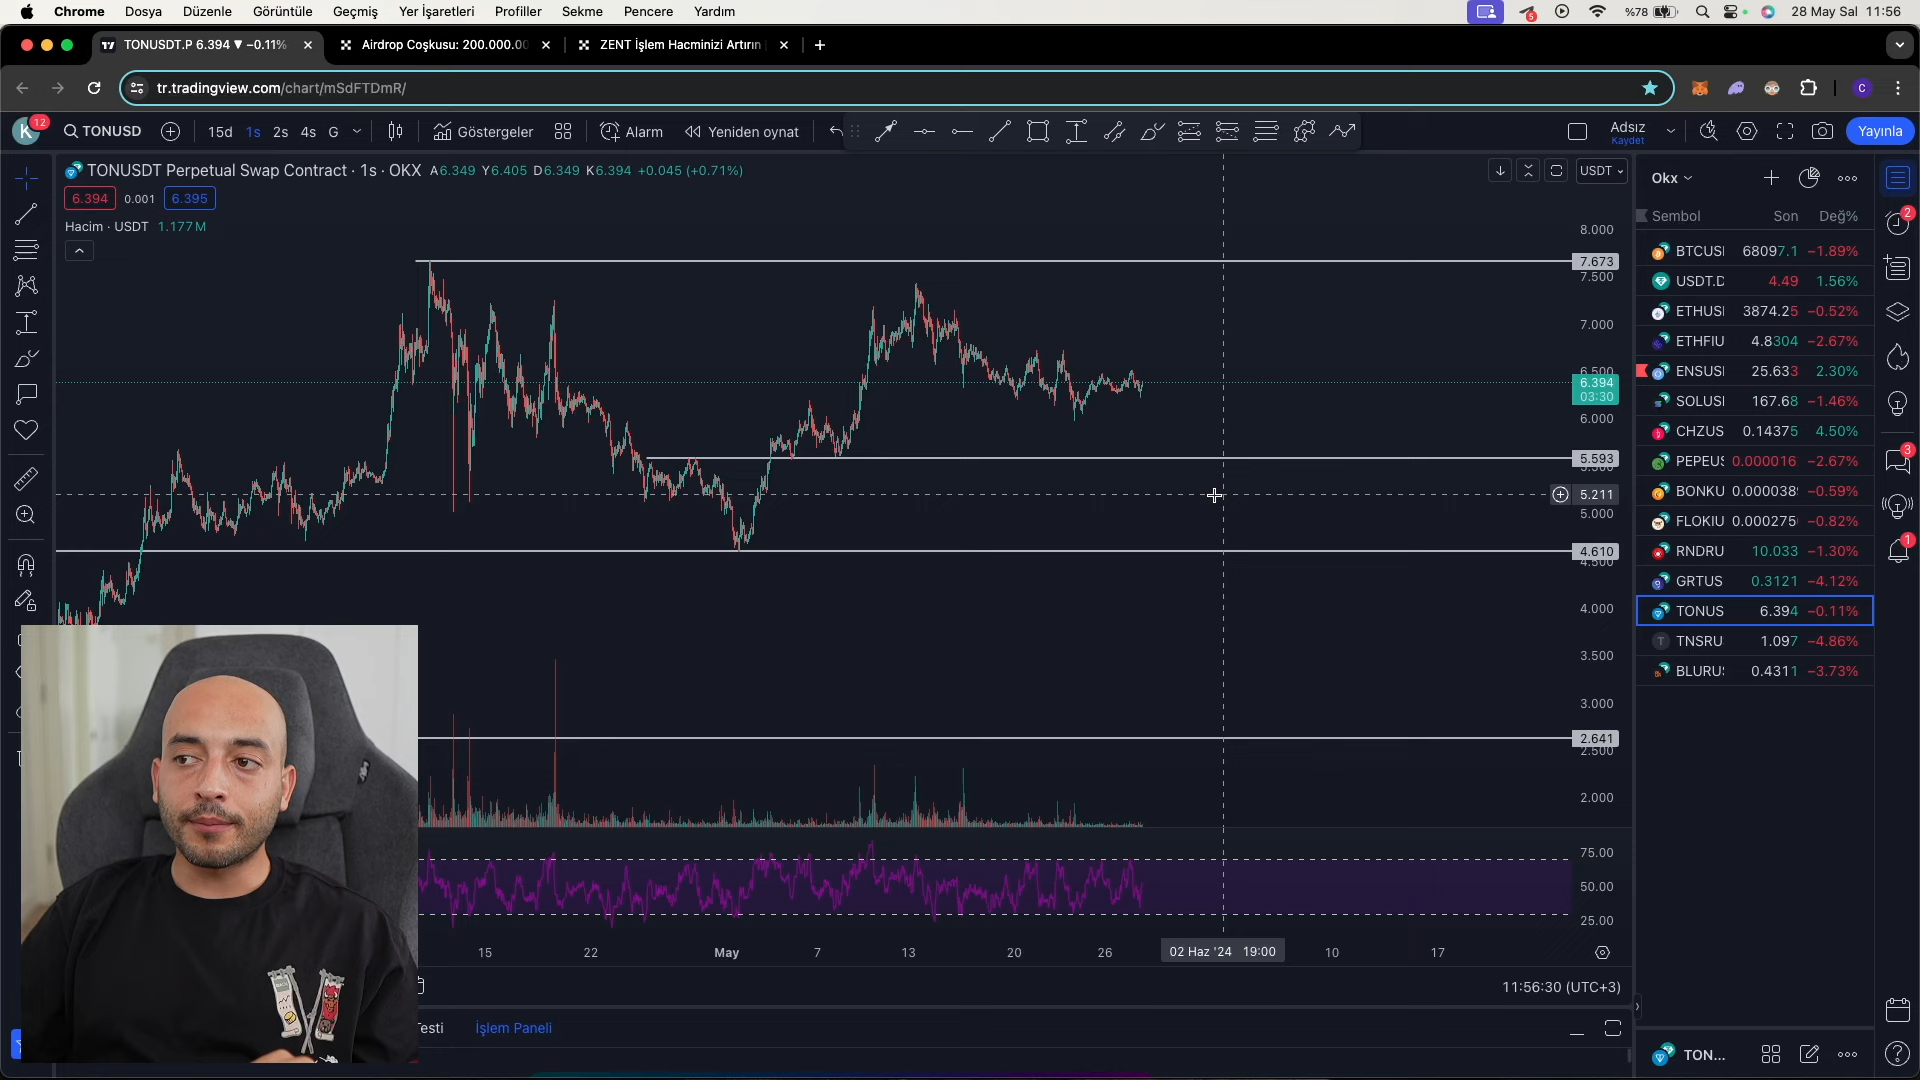 Chrome Dosya Düzenle Görüntüle Geçmiş Yer İşaretleri Profiller Sekme Pencere Yardım
5 %78 28 May Sal 11:56
TONUSDT.P 6.394 ▼ −0.11%
Airdrop Coşkusu: 200.000.00
ZENT İşlem Hacminizi Artırın
tr.tradingview.com/chart/mSdFTDmR/
C
K 12
TONUSD
15d 1s 2s 4s G
Göstergeler
Alarm
Yeniden oynat
Adsız
Kaydet
Yayınla
TONUSDT Perpetual Swap Contract · 1s · OKX A6.349 Y6.405 D6.349 K6.394 +0.045 (+0.71%)
6.394 0.001 6.395
Hacim · USDT 1.177M
USDT
8.000
7.673
7.500
7.000
6.500
6.394
03:30
6.000
5.593
5.500
5.211
5.000
4.610
4.500
4.000
3.500
3.000
2.641
2.500
2.000
75.00
50.00
25.00
15 22 May 7 13 20 26 02 Haz '24 19:00 10 17
11:56:30 (UTC+3)
Testi
İşlem Paneli
Okx
Sembol Son Değ%
BTCUSI 68097.1 −1.89%
USDT.D 4.49 1.56%
ETHUSI 3874.25 −0.52%
ETHFIU 4.8304 −2.67%
ENSUSI 25.633 2.30%
SOLUSI 167.68 −1.46%
CHZUS 0.14375 4.50%
PEPEUS 0.000016 −2.67%
BONKU 0.000038 −0.59%
FLOKIU 0.000275 −0.82%
RNDRU 10.033 −1.30%
GRTUS 0.3121 −4.12%
TONUS 6.394 −0.11%
TNSRU 1.097 −4.86%
BLURU 0.4311 −3.73%
TON...
2
3
1